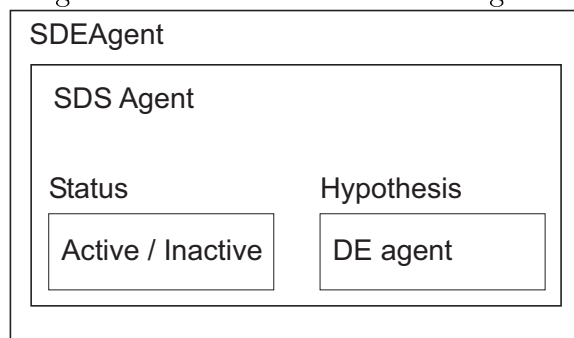 SDEAgent
SDS Agent
Status
Hypothesis
Active / Inactive
DE agent